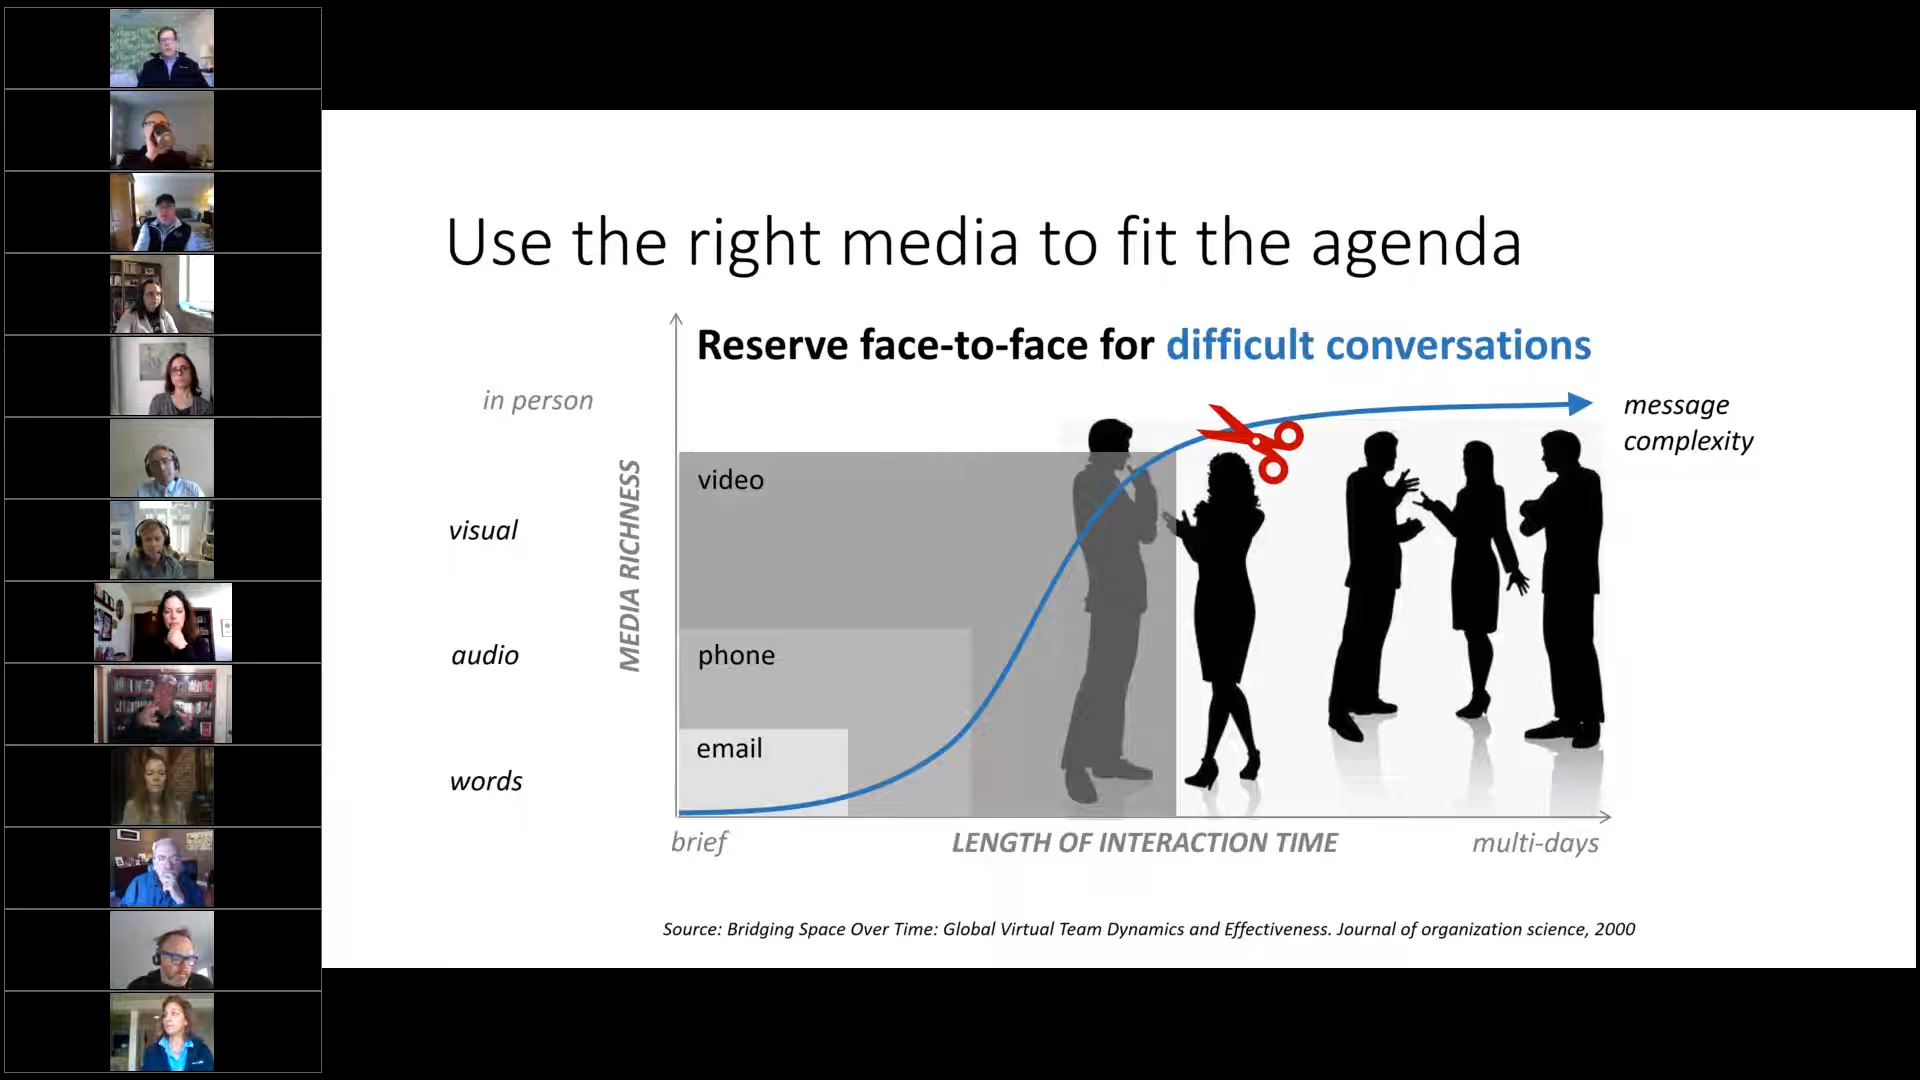 Use the right media to fit the agenda
Reserve face-to-face for difficult conversations
in person
message
complexity
video
visual
MEDIA RICHNESS
audio
phone
email
words
brief
LENGTH OF INTERACTION TIME
multi-days
Source: Bridging Space Over Time: Global Virtual Team Dynamics and Effectiveness. Journal of organization science, 2000